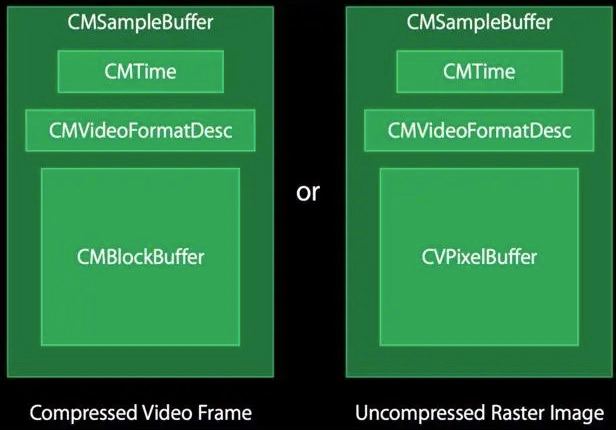 CMSampleBuffer
CMTime
CMVideoFormatDesc
CMBlockBuffer
Compressed Video Frame
or
CMSampleBuffer
CMTime
CMVideoFormatDesc
CVPixelBuffer
Uncompressed Raster Image